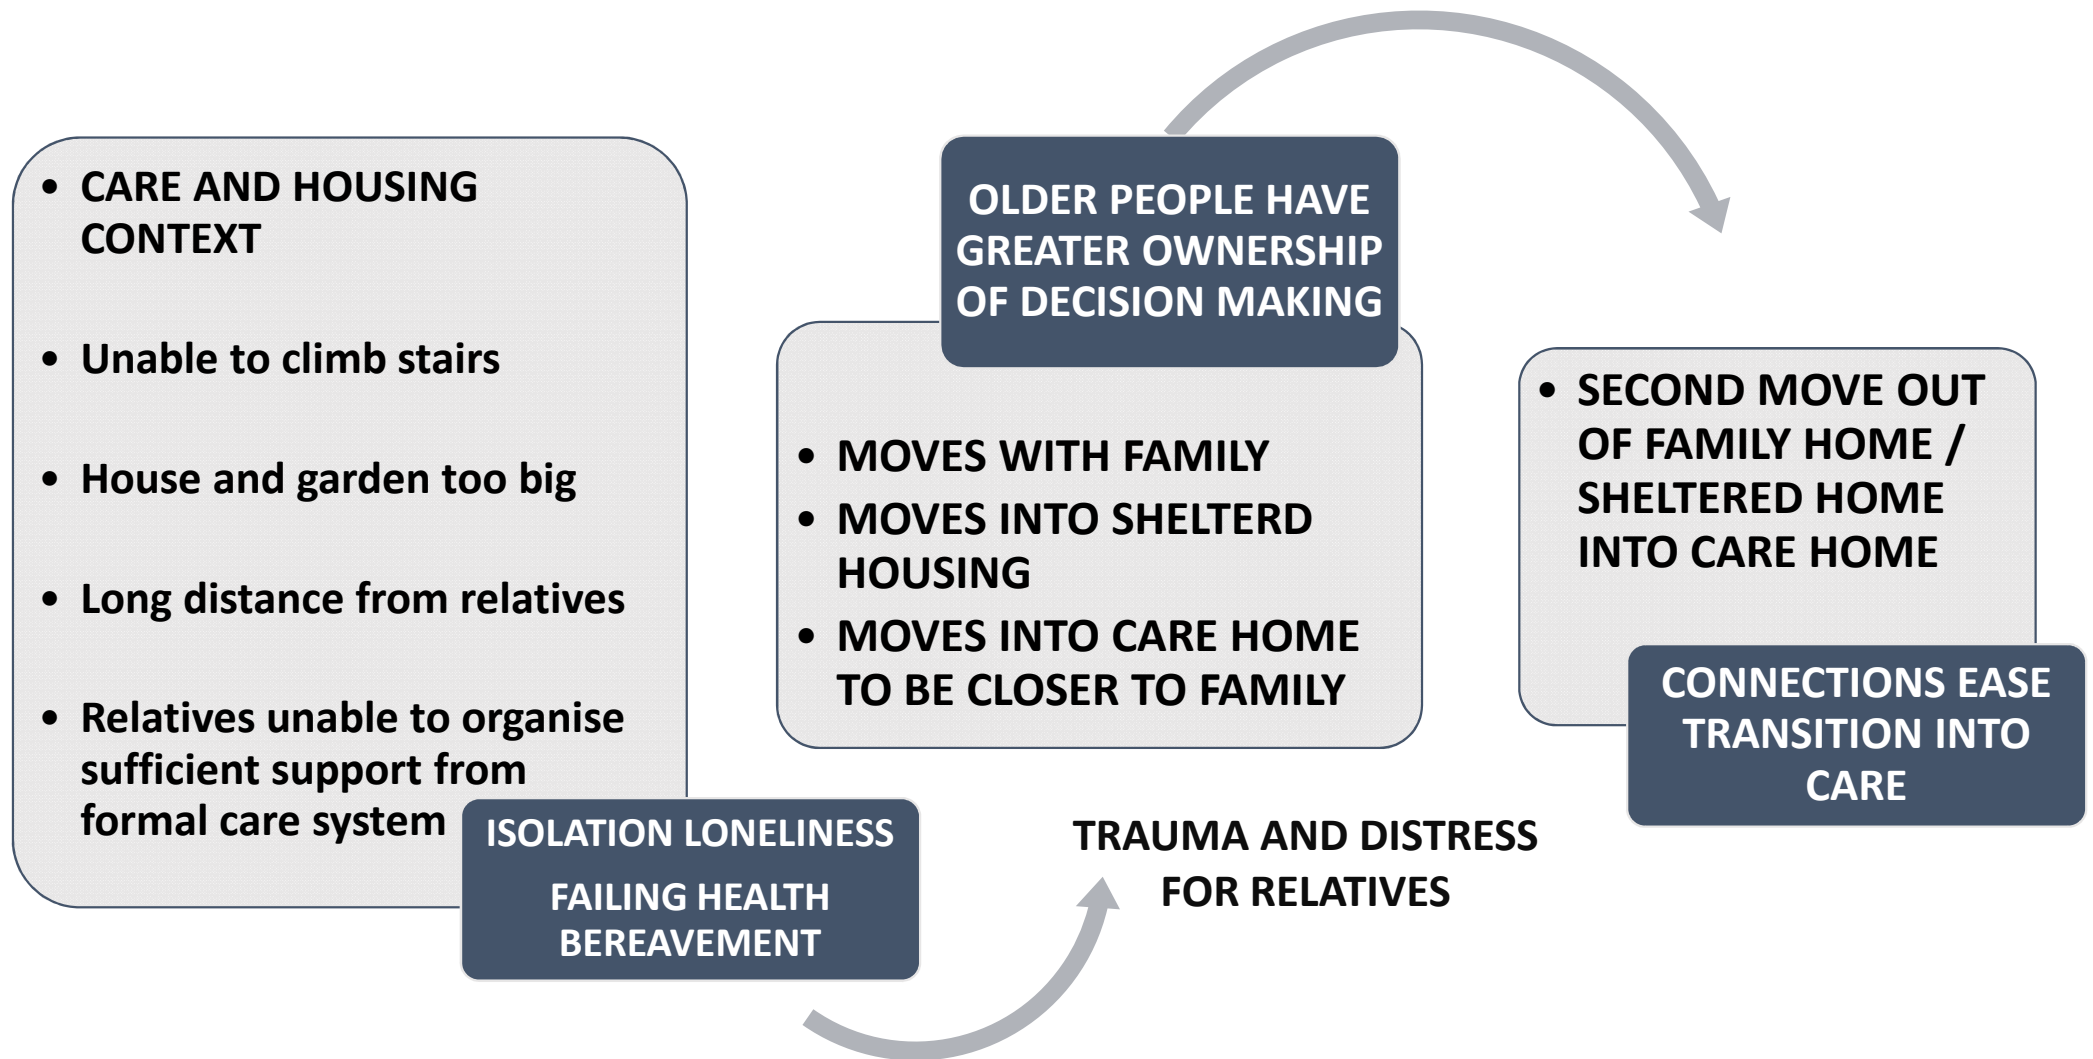 • CARE AND HOUSING
CONTEXT
• Unable to climb stairs
• House and garden too big
• Long distance from relatives
• Relatives unable to organise
sufficient support from
formal care system
ISOLATION LONELINESS
FAILING HEALTH
BEREAVEMENT
OLDER PEOPLE HAVE
GREATER OWNERSHIP
OF DECISION MAKING
• MOVES WITH FAMILY
• MOVES INTO SHELTERD
HOUSING
• MOVES INTO CARE HOME
TO BE CLOSER TO FAMILY
TRAUMA AND DISTRESS
FOR RELATIVES
• SECOND MOVE OUT
OF FAMILY HOME /
SHELTERED HOME
INTO CARE HOME
CONNECTIONS EASE
TRANSITION INTO
CARE